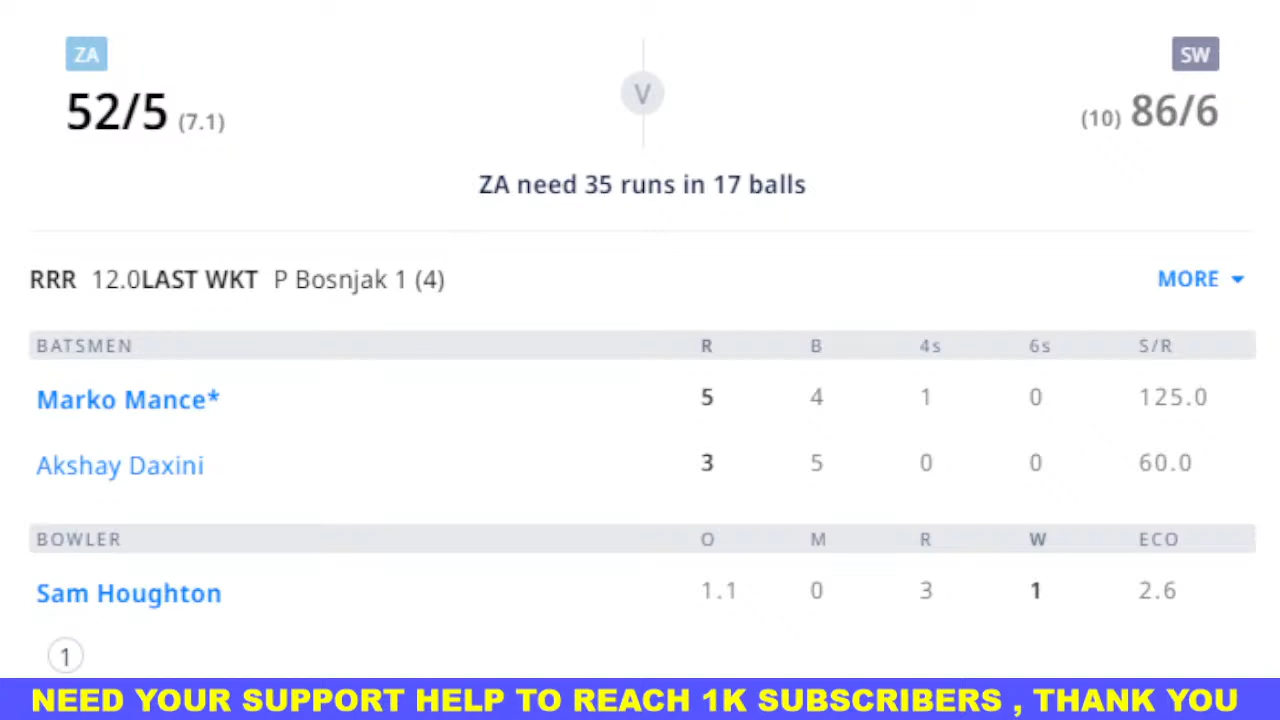 ZA
V
SW
52/5 (7.1)
(10) 86/6
ZA need 35 runs in 17 balls
RRR 12.0LAST WKT P Bosnjak 1 (4)
MORE
BATSMEN R B 4s 6s S/R
Marko Mance* 5 4 1 0 125.0
Akshay Daxini 3 5 0 0 60.0
BOWLER O M R W ECO
Sam Houghton 1.1 0 3 1 2.6
1
NEED YOUR SUPPORT HELP TO REACH 1K SUBSCRIBERS , THANK YOU